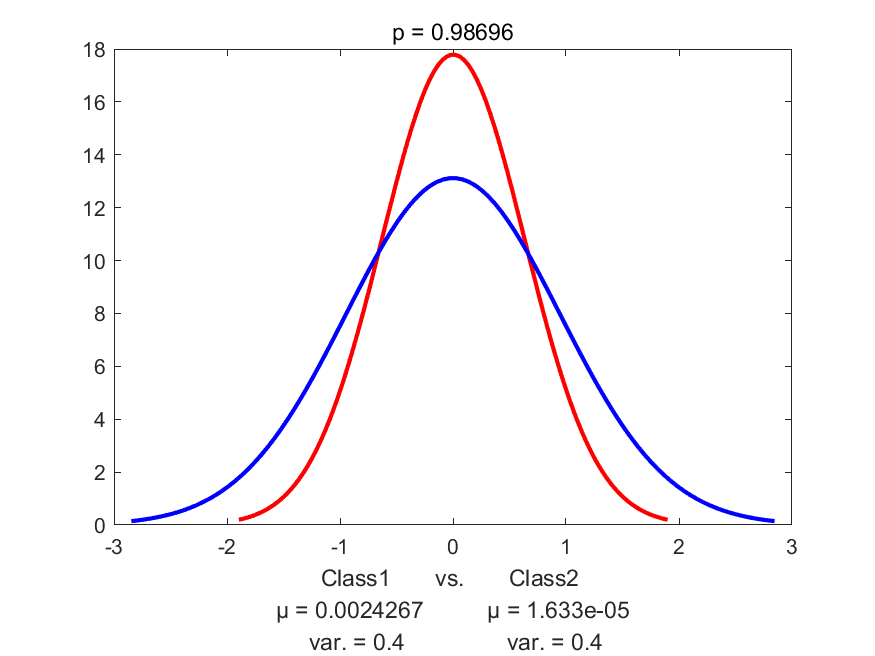 p = 0.98696
18
16
14
12
10
8
6
4
2
0
-3 -2 -1 0 1 2 3
Class1 vs. Class2
μ = 0.0024267 μ = 1.633e-05
var. = 0.4 var. = 0.4